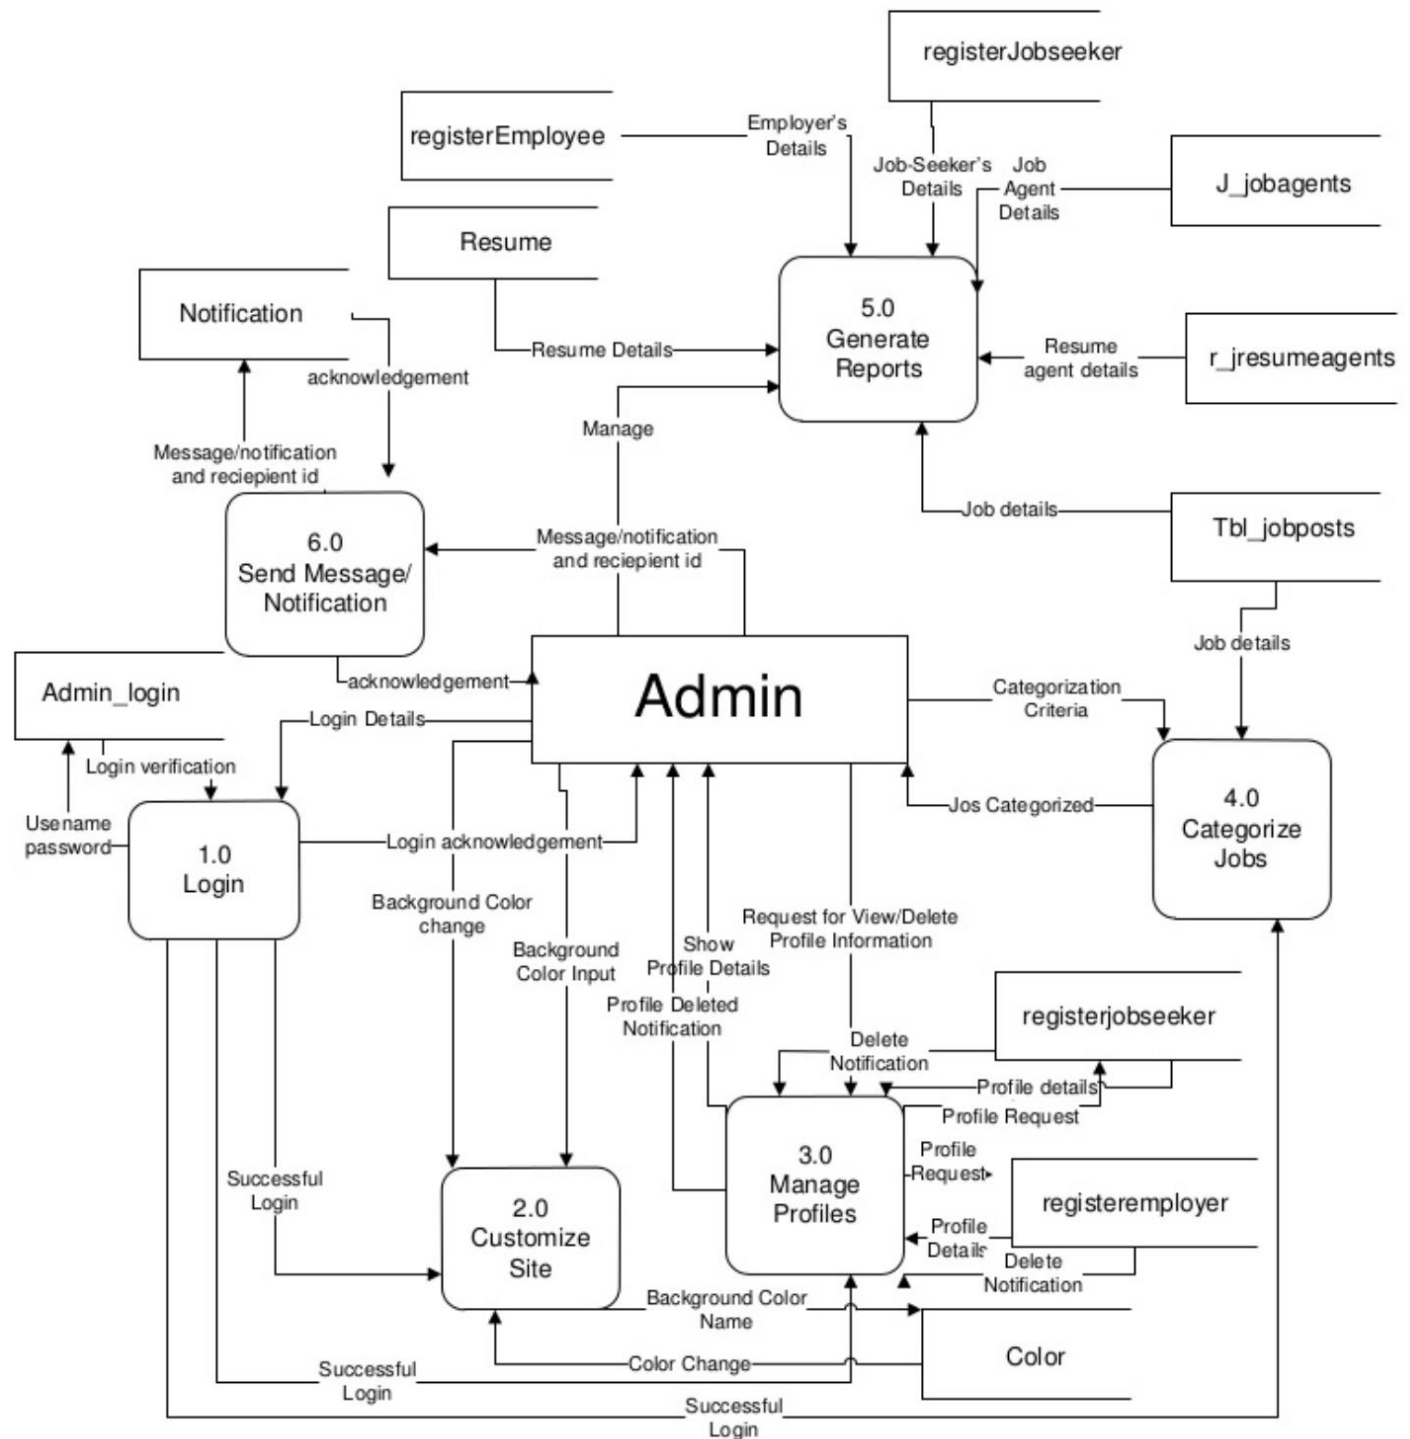 registerJobseeker
registerEmployee
Employer's
Details
Job-Seeker's
Details
Job
Agent
Details
J_jobagents
Resume
Notification
5.0
Generate
Reports
Resume Details
Resume
agent details
r_jresumeagents
acknowledgement
Manage
Message/notification
and reciepient id
Job details
Tbl_jobposts
6.0
Send Message/
Notification
Message/notification
and reciepient id
Job details
Admin_login
acknowledgement
Admin
Categorization
Criteria
Login Details
Login verification
Usename
password
1.0
Login
Login acknowledgement
Jos Categorized
4.0
Categorize
Jobs
Background Color
change
Background
Color Input
Show
Profile Details
Request for View/Delete
Profile Information
Profile Deleted
Notification
registerjobseeker
Delete
Notification
Profile details
Profile Request
3.0
Manage
Profiles
Profile
Request
registeremployer
Profile
Details
Delete
Notification
Successful
Login
2.0
Customize
Site
Background Color
Name
Color
Color Change
Successful
Login
Successful
Login